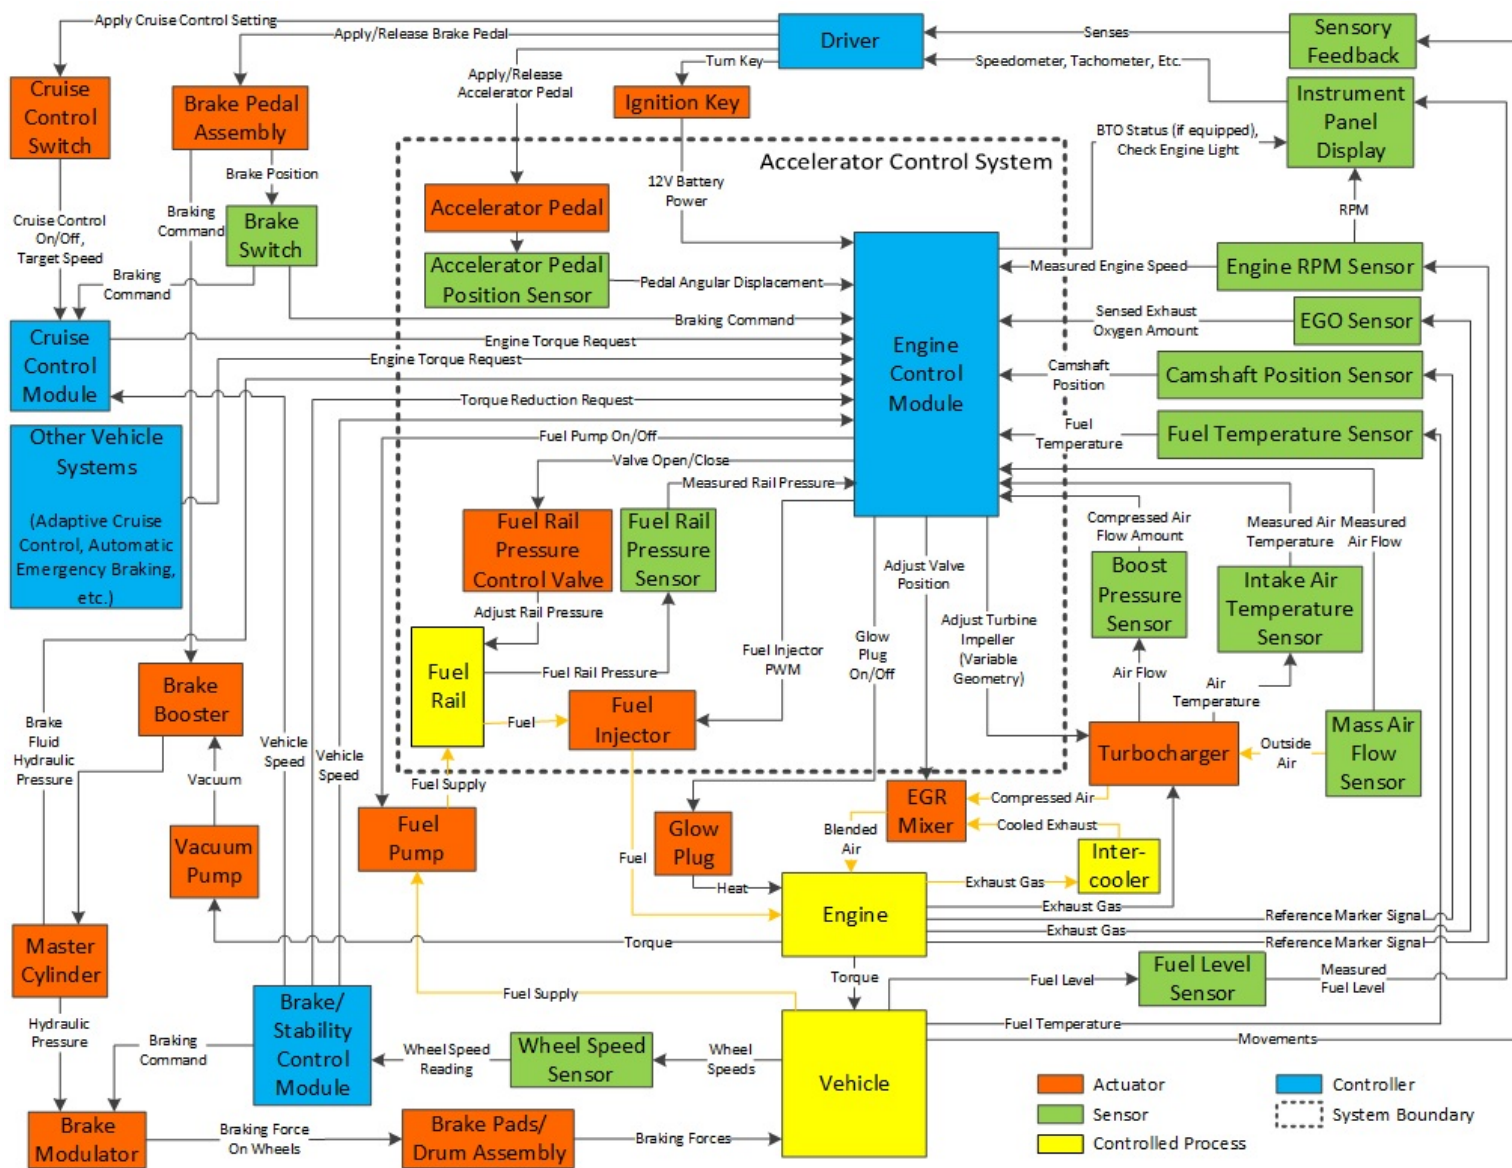 Apply Cruise Control Setting
Apply/Release Brake Pedal
Apply/Release
Accelerator Pedal
Turn Key
Driver
Senses
Speedometer, Tachometer, Etc.
Sensory
Feedback
Cruise
Control
Switch
Brake Pedal
Assembly
Ignition Key
Instrument
Panel
Display
BTO Status (if equipped),
Check Engine Light
Accelerator Control System
Brake Position
12V Battery
Power
Accelerator Pedal
RPM
Cruise Control
On/Off,
Target Speed
Braking
Command
Brake
Switch
Accelerator Pedal
Position Sensor
Pedal Angular Displacement
Measured Engine Speed
Engine RPM Sensor
Braking
Command
Braking Command
Sensed Exhaust
Oxygen Amount
EGO Sensor
Cruise
Control
Module
Engine Torque Request
Engine Torque Request
Engine
Control
Module
Camshaft
Position
Camshaft Position Sensor
Torque Reduction Request
Other Vehicle
Systems
(Adaptive Cruise
Control, Automatic
Emergency Braking,
etc.)
Fuel Pump On/Off
Fuel
Temperature
Fuel Temperature Sensor
Valve Open/Close
Measured Rail Pressure
Fuel Rail
Pressure
Control Valve
Fuel Rail
Pressure
Sensor
Compressed Air
Flow Amount
Measured Air
Temperature
Measured
Air Flow
Adjust Valve
Position
Boost
Pressure
Sensor
Intake Air
Temperature
Sensor
Adjust Rail Pressure
Fuel
Rail
Fuel Rail Pressure
Fuel Injector
PWM
Glow
Plug
On/Off
Adjust Turbine
Impeller
(Variable
Geometry)
Air Flow
Air
Temperature
Brake
Booster
Fuel
Fuel
Injector
Brake
Fluid
Hydraulic
Pressure
Vehicle
Speed
Vehicle
Speed
Turbocharger
Outside
Air
Mass Air
Flow
Sensor
Vacuum
Fuel Supply
EGR
Mixer
Compressed Air
Cooled Exhaust
Vacuum
Pump
Fuel
Pump
Fuel
Glow
Plug
Blended
Air
Inter-
cooler
Heat
Engine
Exhaust Gas
Exhaust Gas
Reference Marker Signal
Exhaust Gas
Reference Marker Signal
Torque
Master
Cylinder
Torque
Fuel Level
Fuel Level
Sensor
Measured
Fuel Level
Fuel Supply
Brake/
Stability
Control
Module
Hydraulic
Pressure
Braking
Command
Wheel Speed
Reading
Wheel Speed
Sensor
Wheel
Speeds
Vehicle
Fuel Temperature
Movements
Brake
Modulator
Braking Force
On Wheels
Brake Pads/
Drum Assembly
Braking Forces
Actuator
Sensor
Controlled Process
Controller
System Boundary